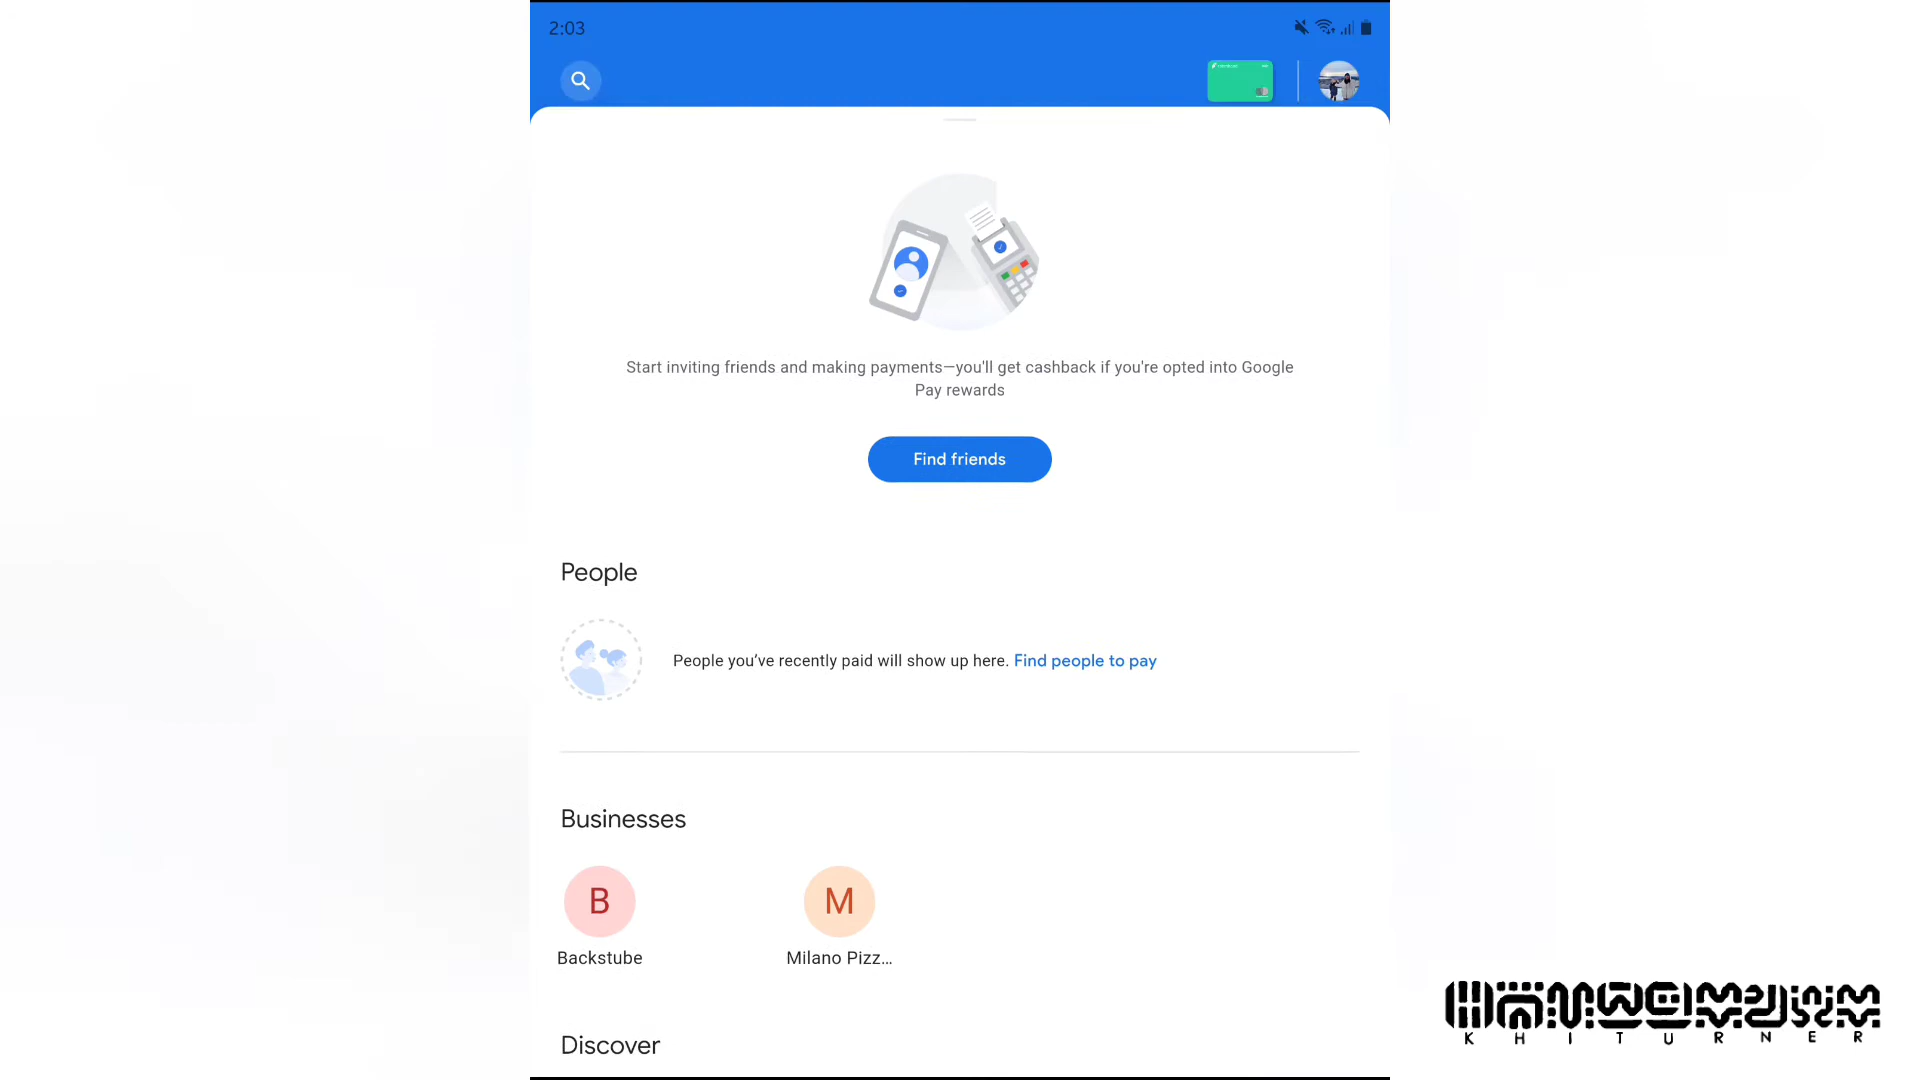 2:03
Start inviting friends and making payments—you'll get cashback if you're opted into Google
Pay rewards
Find friends
People
People you’ve recently paid will show up here. Find people to pay
Businesses
B
M
Backstube
Milano Pizz...
Discover
KHITURNER